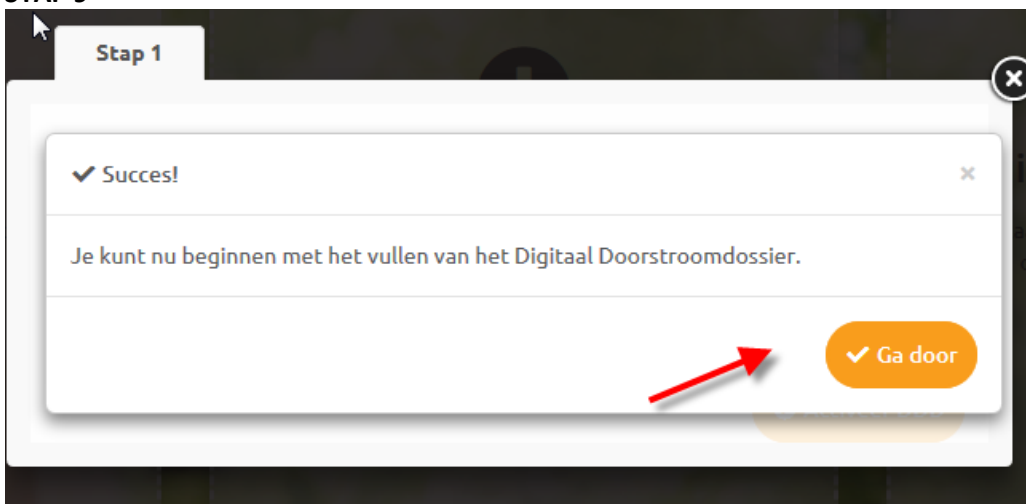 Stap 1
Succes!
Je kunt nu beginnen met het vullen van het Digitaal Doorstroomdossier.
Ga door